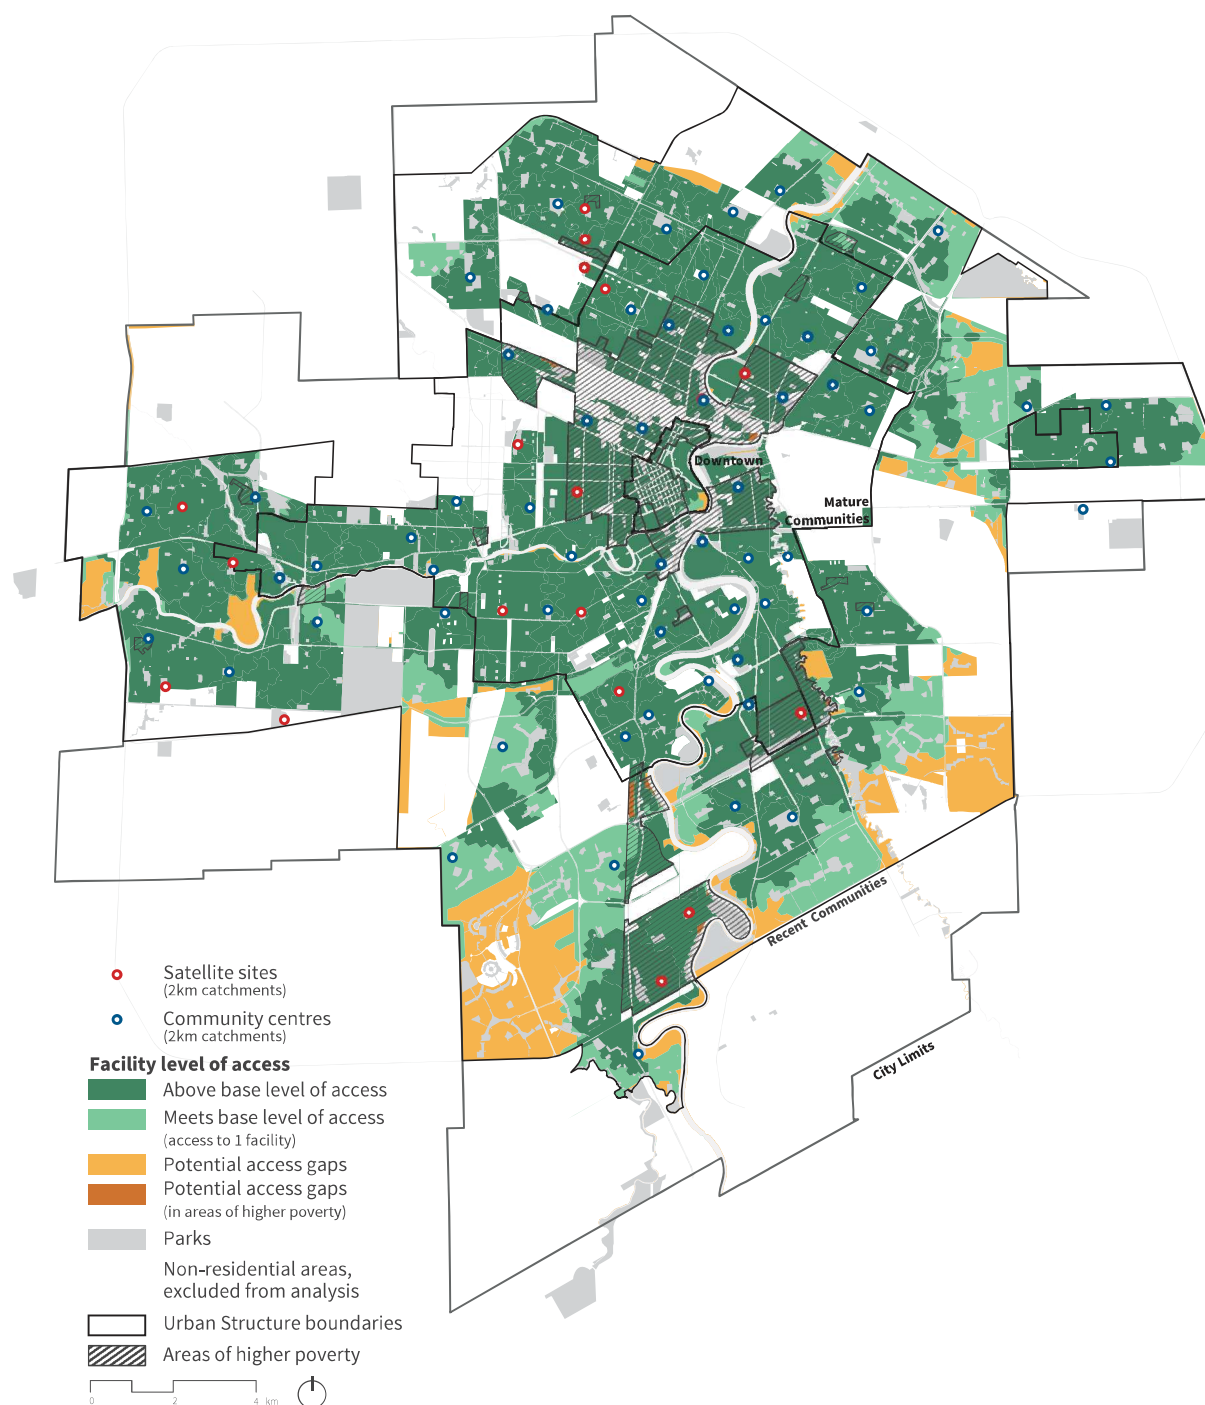 Downtown
Mature
Communities
Recent Communities
City Limits
Satellite sites
(2km catchments)
Community centres
(2km catchments)
Facility level of access
Above base level of access
Meets base level of access
(access to 1 facility)
Potential access gaps
Potential access gaps
(in areas of higher poverty)
Parks
Non-residential areas,
excluded from analysis
Urban Structure boundaries
Areas of higher poverty
0 2 4 km